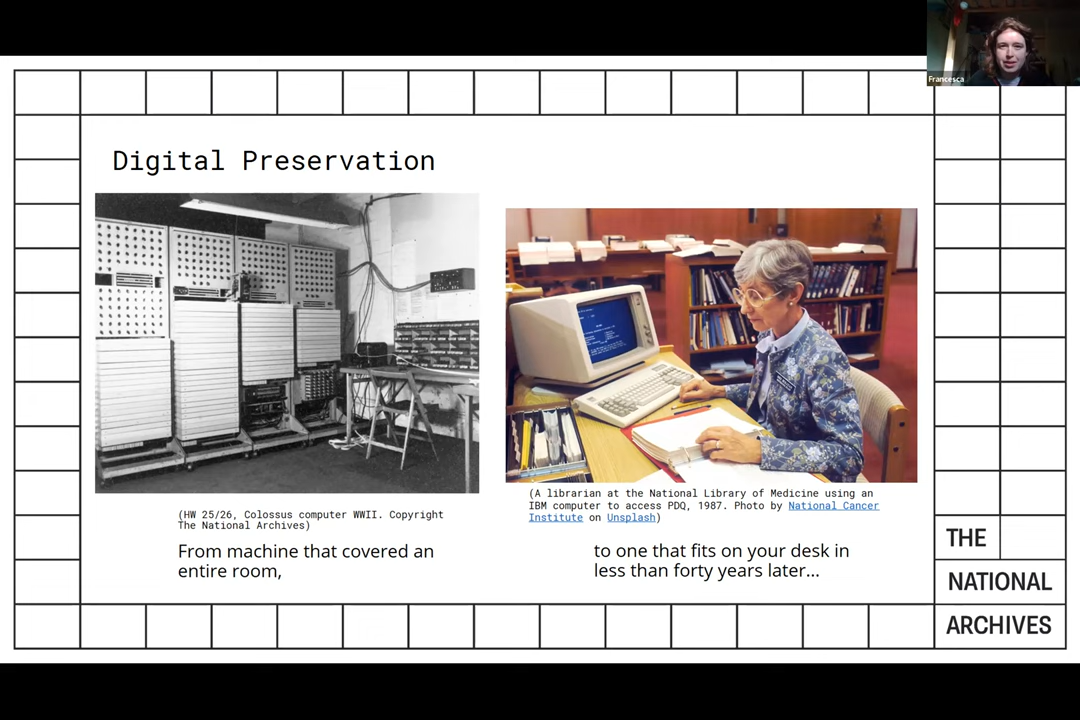 Francesca
Digital Preservation
(HW 25/26, Colossus computer WWII. Copyright
The National Archives)
From machine that covered an
entire room,
(A librarian at the National Library of Medicine using an
IBM computer to access PDQ, 1987. Photo by National Cancer
Institute on Unsplash)
to one that fits on your desk in
less than forty years later...
THE
NATIONAL
ARCHIVES